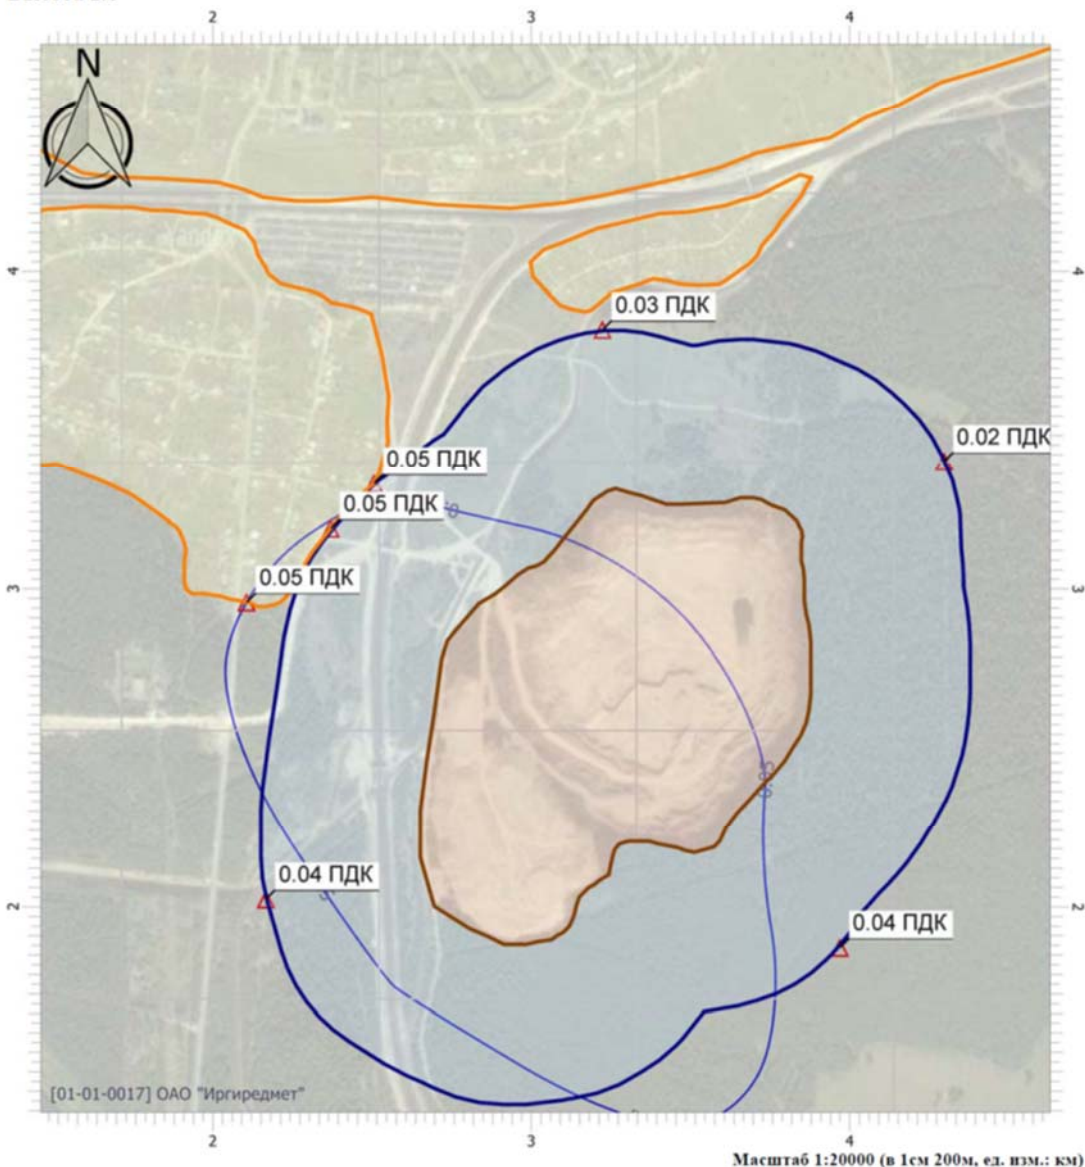 2 3 4
N
4 4
0.03 ПДК
0.02 ПДК
0.05 ПДК
0.05 ПДК
3 3
0.05 ПДК
0.05
0.04 ПДК
2 2
0.04 ПДК
[01-01-0017] ОАО "Иргиредмет"
2 3 4
Масштаб 1:20000 (в 1см 200м, ед. изм.: км)